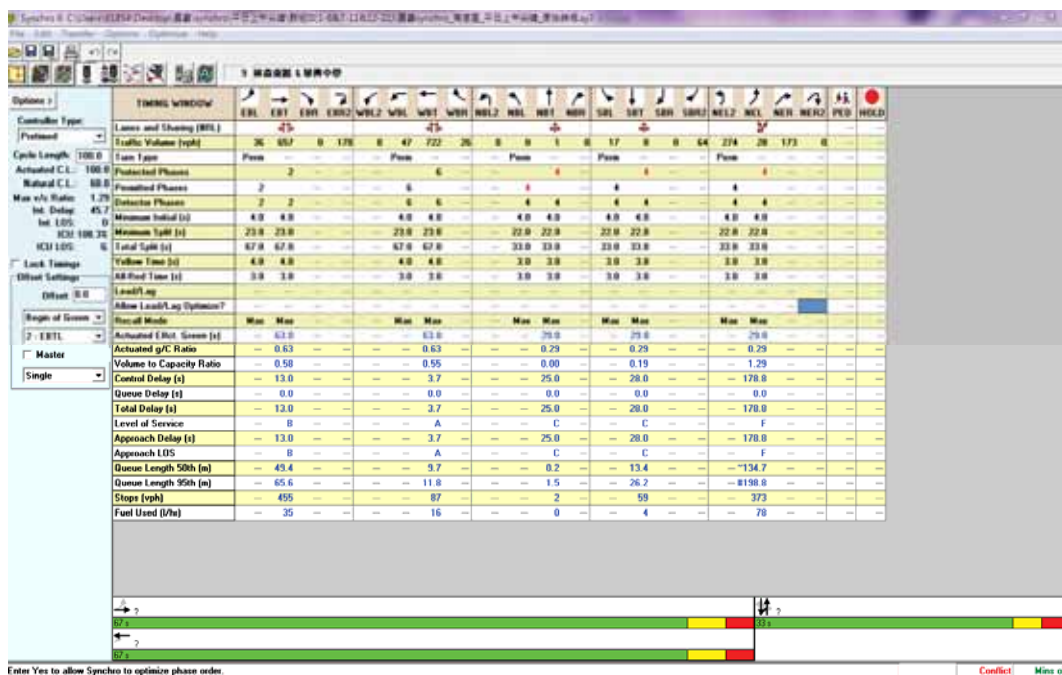 File Edit Transfer Options Optimize Help
Options >
Controller Type:
Pretimed
Cycle Length: 100.0
Actuated C.L.: 100.0
Natural C.L.: 60.0
Max v/c Ratio: 1.29
Int. Delay: 45.7
Int. LOS: D
ICU: 108.3%
ICU LOS: G
Lock Timings
Offset Settings
Offset: 0.0
Begin of Green
2 - EBTL
Master
Single
TIMING WINDOW EBL EBT EBR EBR2 WBL2 WBL WBT WBR NBL2 NBL NBT NBR SBL SBT SBR SBR2 NEL2 NEL NER NER2 PED HOLD
Lanes and Sharing (#RL)
Traffic Volume (vph) 36 657 0 178 0 47 722 26 0 0 1 0 17 0 0 64 274 28 173 0
Turn Type Perm — — — — Perm — — — Perm — — Perm — — — Perm — — — — —
Protected Phases 2 6 4 4 4
Permitted Phases 2 6 4 4 4
Detector Phases 2 2 6 6 4 4 4 4 4 4
Minimum Initial (s) 4.0 4.0 4.0 4.0 4.0 4.0 4.0 4.0 4.0 4.0
Minimum Split (s) 23.0 23.0 23.0 23.0 22.0 22.0 22.0 22.0 22.0 22.0
Total Split (s) 67.0 67.0 67.0 67.0 33.0 33.0 33.0 33.0 33.0 33.0
Yellow Time (s) 4.0 4.0 4.0 4.0 3.0 3.0 3.0 3.0 3.0 3.0
All-Red Time (s) 3.0 3.0 3.0 3.0 3.0 3.0 3.0 3.0 3.0 3.0
Lead/Lag
Allow Lead/Lag Optimize?
Recall Mode Max Max Max Max Max Max Max Max Max Max
Actuated Effct. Green (s) 63.0 63.0 29.0 29.0 29.0
Actuated g/C Ratio — 0.63 — — — — 0.63 — — — 0.29 — — 0.29 — — — 0.29 — — — —
Volume to Capacity Ratio — 0.58 — — — — 0.55 — — — 0.00 — — 0.19 — — — 1.29 — — — —
Control Delay (s) — 13.0 — — — — 3.7 — — — 25.0 — — 28.0 — — — 178.8 — — — —
Queue Delay (s) — 0.0 — — — — 0.0 — — — 0.0 — — 0.0 — — — 0.0 — — — —
Total Delay (s) — 13.0 — — — — 3.7 — — — 25.0 — — 28.0 — — — 178.8 — — — —
Level of Service — B — — — — A — — — C — — C — — — F — — — —
Approach Delay (s) — 13.0 — — — — 3.7 — — — 25.0 — — 28.0 — — — 178.8 — — — —
Approach LOS — B — — — — A — — — C — — C — — — F — — — —
Queue Length 50th (m) — 49.4 — — — — 9.7 — — — 0.2 — — 13.4 — — — ~134.7 — — — —
Queue Length 95th (m) — 65.6 — — — — 11.8 — — — 1.5 — — 26.2 — — — #198.8 — — — —
Stops (vph) — 455 — — — — 87 — — — 2 — — 59 — — — 373 — — — —
Fuel Used (l/hr) — 35 — — — — 16 — — — 0 — — 4 — — — 78 — — — —
?
?
67 s
33 s
?
67 s
Enter Yes to allow Synchro to optimize phase order.
Conflict
Mins o